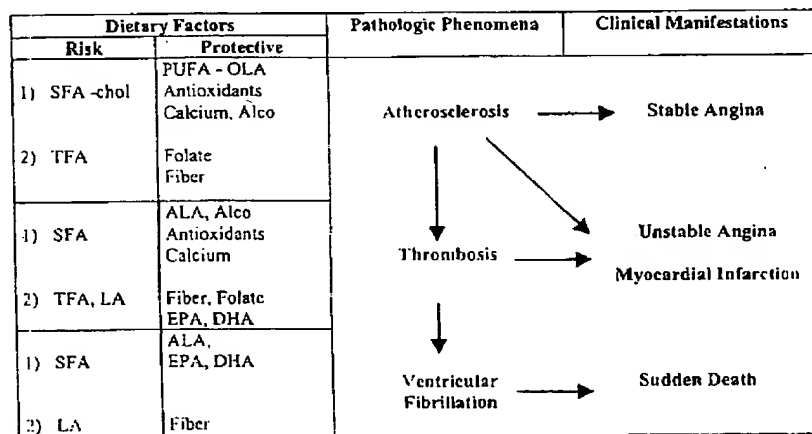 Dietary Factors Pathologic Phenomena Clinical Manifestations
Risk Protective
PUFA - OLA
1) SFA -chol Antioxidants
Calcium, Alco
Atherosclerosis Stable Angina
2) TFA Folate
Fiber
ALA, Alco
1) SFA Antioxidants Unstable Angina
Calcium Thrombosis
Myocardial Infarction
2) TFA, LA Fiber, Folate
EPA, DHA
ALA,
1) SFA EPA, DHA
Ventricular Sudden Death
Fibrillation
2) LA Fiber